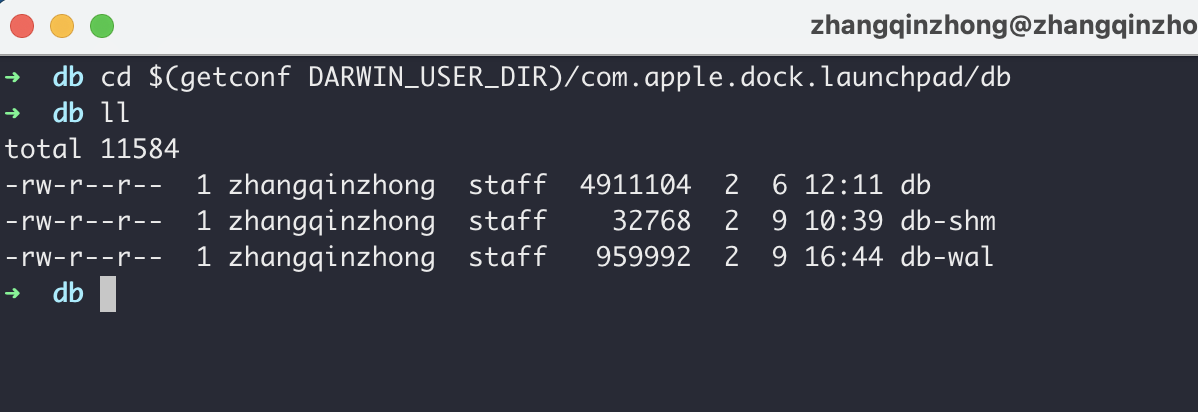 zhangqinzhong@zhangqinzho
➜ db cd $(getconf DARWIN_USER_DIR)/com.apple.dock.launchpad/db
➜ db ll
total 11584
-rw-r--r-- 1 zhangqinzhong staff 4911104 2 6 12:11 db
-rw-r--r-- 1 zhangqinzhong staff 32768 2 9 10:39 db-shm
-rw-r--r-- 1 zhangqinzhong staff 959992 2 9 16:44 db-wal
➜ db